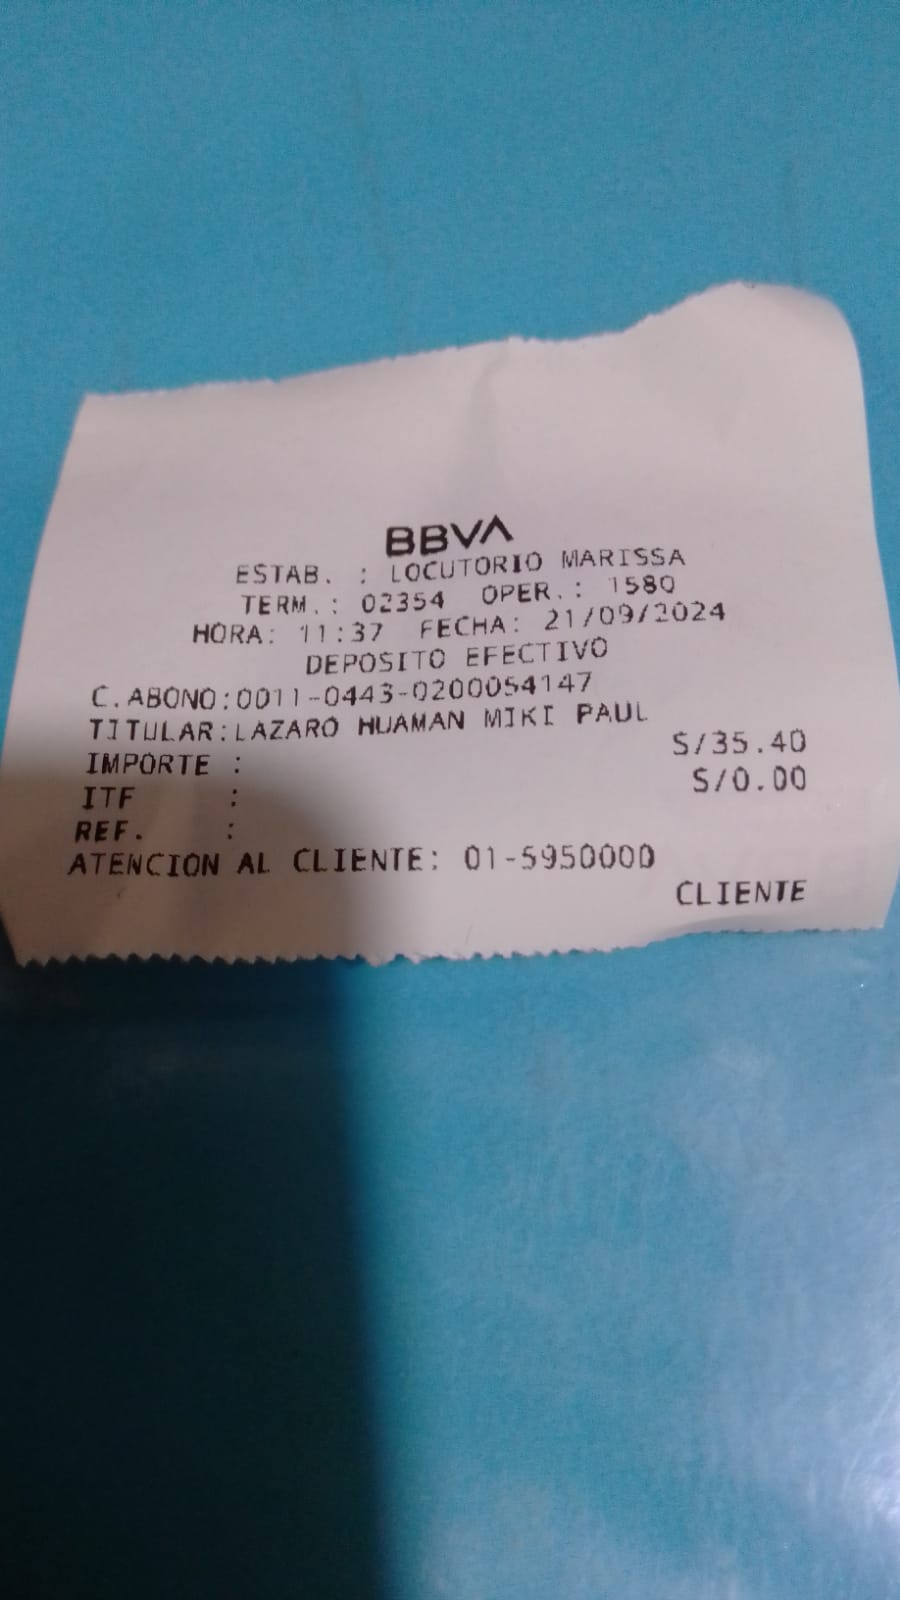 BBVA
ESTAB. : LOCUTORIO MARISSA
TERM.: 02354 OPER.: 1580
HORA: 11:37 FECHA: 21/09/2024
DEPOSITO EFECTIVO
C.ABONO:0011-0443-0200054147
TITULAR:LAZARO HUAMAN MIKI PAUL
IMPORTE : S/35.40
ITF : S/0.00
REF. :
ATENCION AL CLIENTE: 01-5950000
CLIENTE